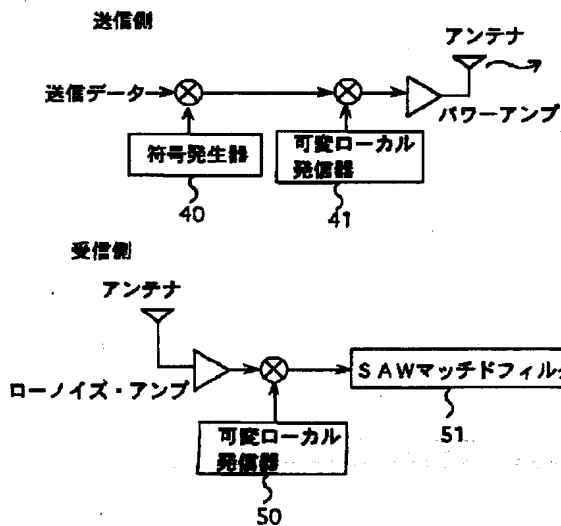 送信側
アンテナ
送信データ
パワーアンプ
符号発生器
可変ローカル
発信器
40
41
受信側
アンテナ
ローノイズ・アンプ
SAWマッチドフィルタ
51
可変ローカル
発信器
50